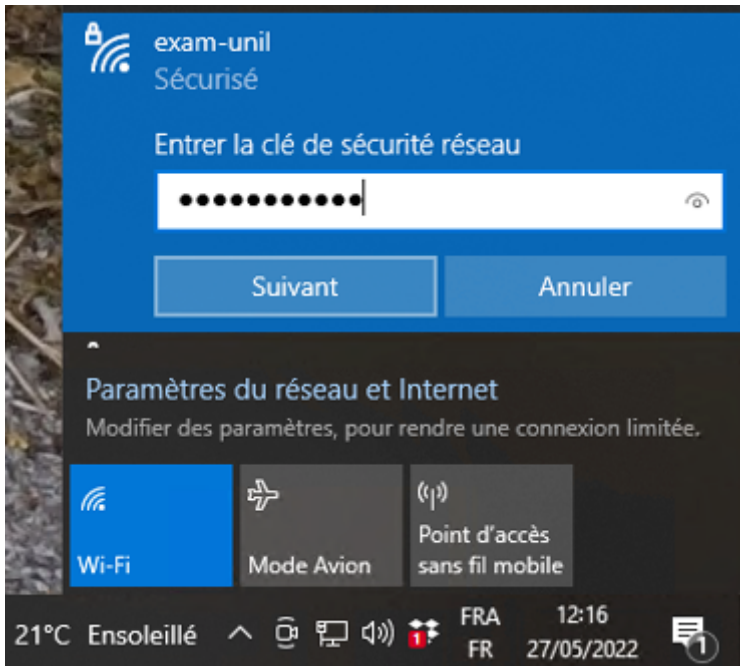 exam-unil
Sécurisé
Entrer la clé de sécurité réseau
•••••••••••
Suivant Annuler
Paramètres du réseau et Internet
Modifier des paramètres, pour rendre une connexion limitée.
Wi-Fi
Mode Avion
Point d'accès
sans fil mobile
21°C Ensoleillé
1
FRA
FR
12:16
27/05/2022
1